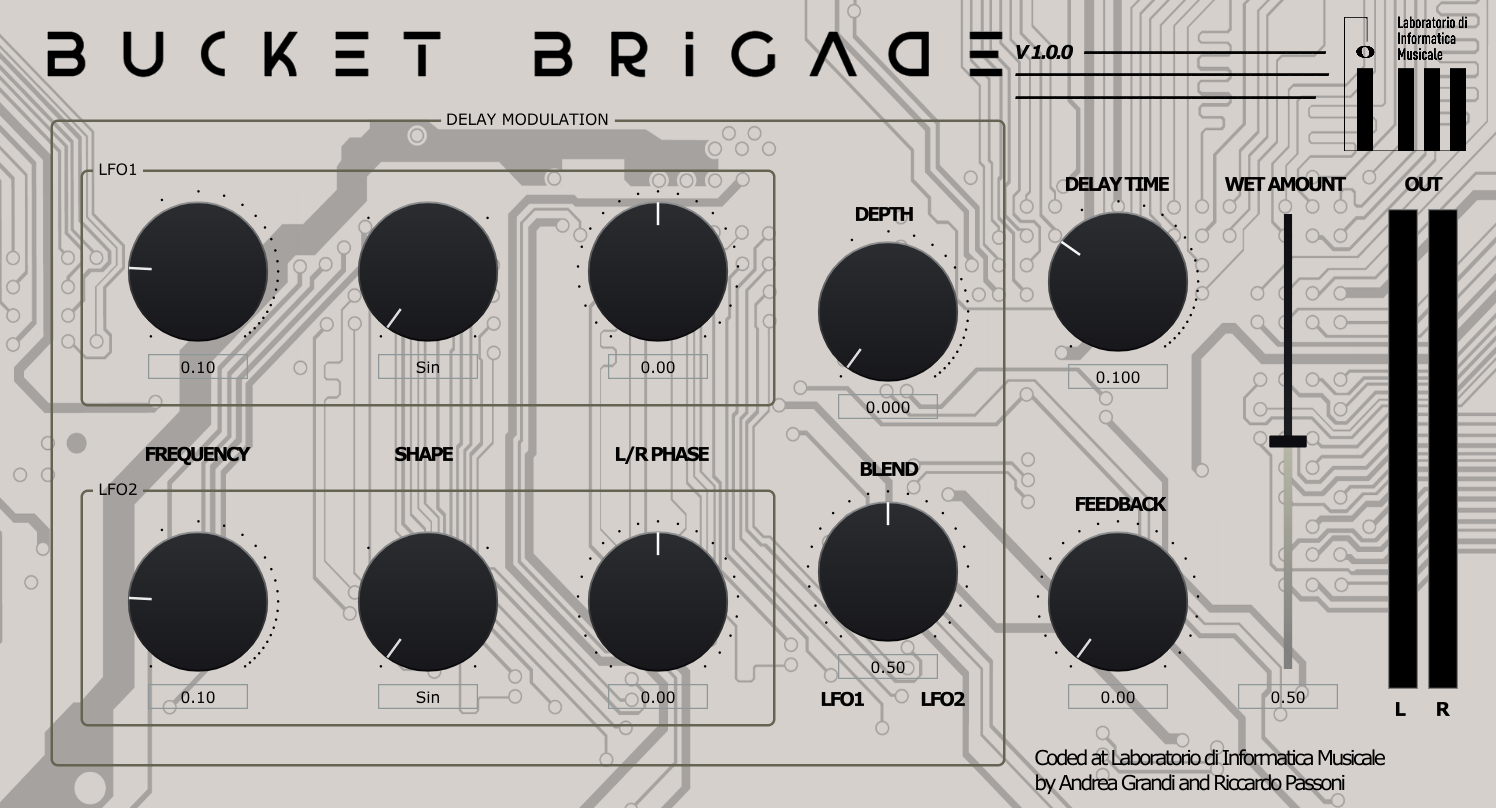 BUCKET BRIGADE
V 1.0.0
Laboratorio di
Informatica
Musicale
DELAY MODULATION
LFO1
DELAY TIME
WET AMOUNT
OUT
DEPTH
0.10
Sin
0.00
0.100
0.000
FREQUENCY
SHAPE
L/R PHASE
BLEND
LFO2
FEEDBACK
0.50
0.10
Sin
0.00
LFO1
LFO2
0.00
0.50
L
R
Coded at Laboratorio di Informatica Musicale
by Andrea Grandi and Riccardo Passoni